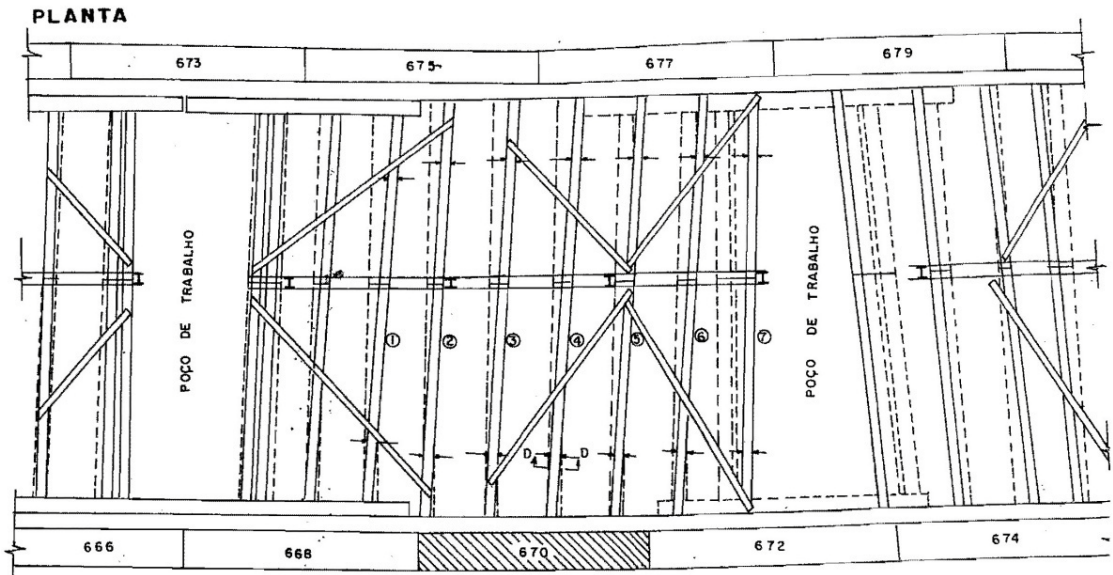 PLANTA
673 675 677 679
POÇO DE TRABALHO
POÇO DE TRABALHO
1 2 3 4 5 6 7
D D
666 668 670 672 674